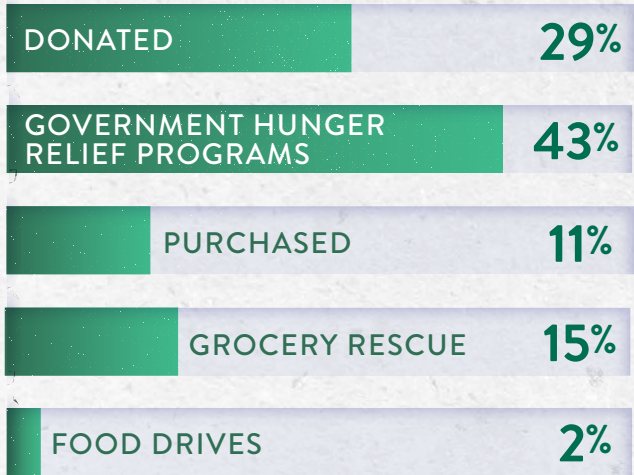 DONATED 29%
GOVERNMENT HUNGER
RELIEF PROGRAMS 43%
PURCHASED 11%
GROCERY RESCUE 15%
FOOD DRIVES 2%